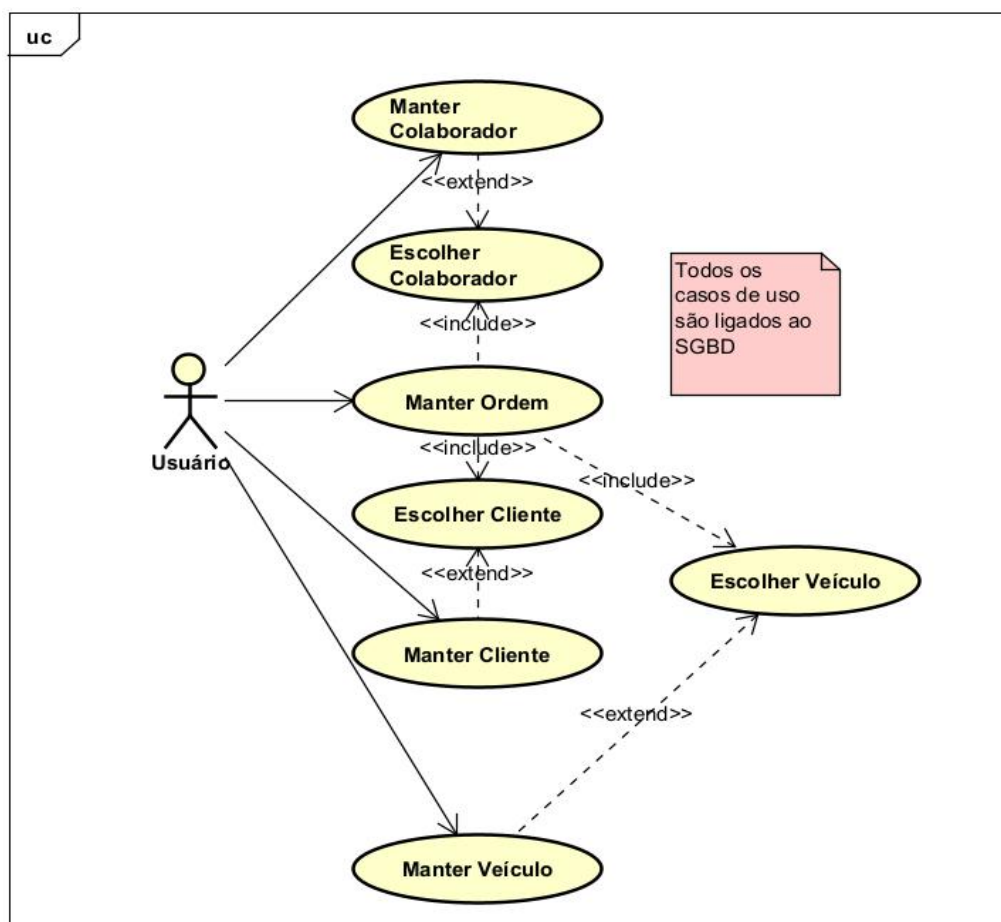 uc
Manter
Colaborador
<<extend>>
Escolher
Colaborador
Todos os
casos de uso
são ligados ao
SGBD
<<include>>
Manter Ordem
Usuário
<<include>>
<<include>>
Escolher Cliente
<<extend>>
Escolher Veículo
Manter Cliente
<<extend>>
Manter Veículo